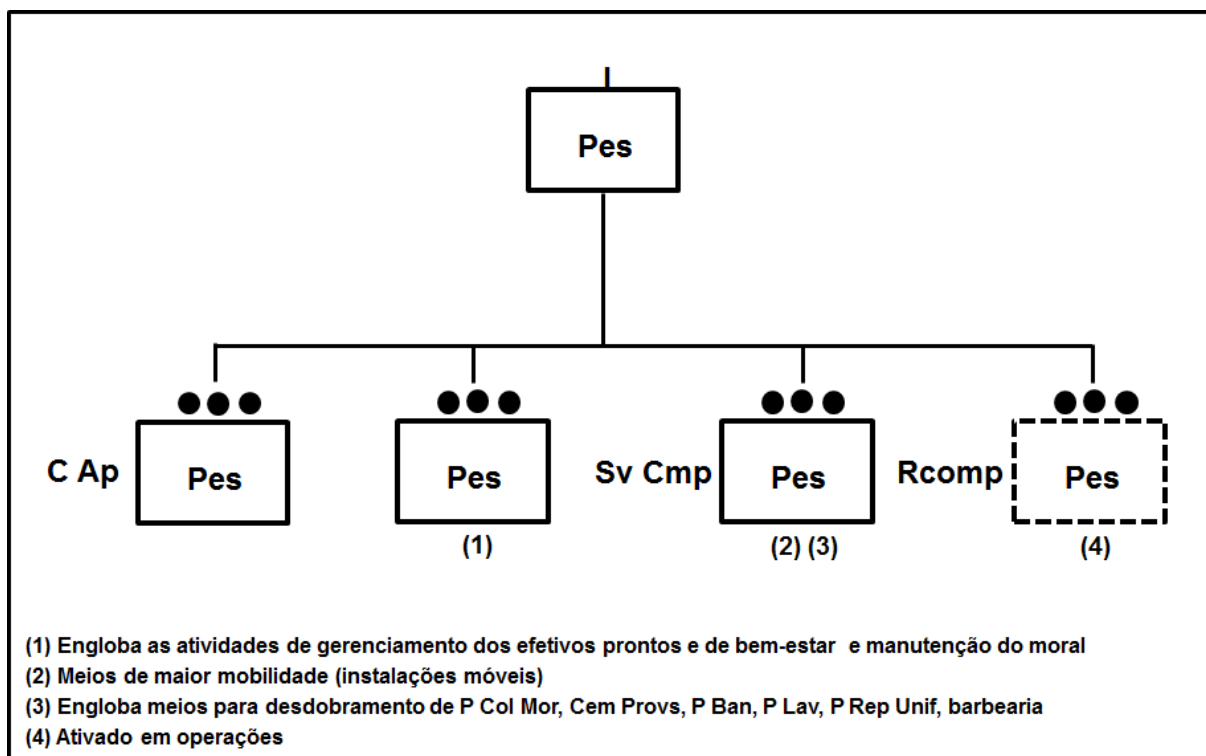 I
Pes
C Ap
Pes
Pes
Sv Cmp
Pes
Rcomp
Pes
(1)
(2) (3)
(4)
(1) Engloba as atividades de gerenciamento dos efetivos prontos e de bem-estar e manutenção do moral
(2) Meios de maior mobilidade (instalações móveis)
(3) Engloba meios para desdobramento de P Col Mor, Cem Provs, P Ban, P Lav, P Rep Unif, barbearia
(4) Ativado em operações